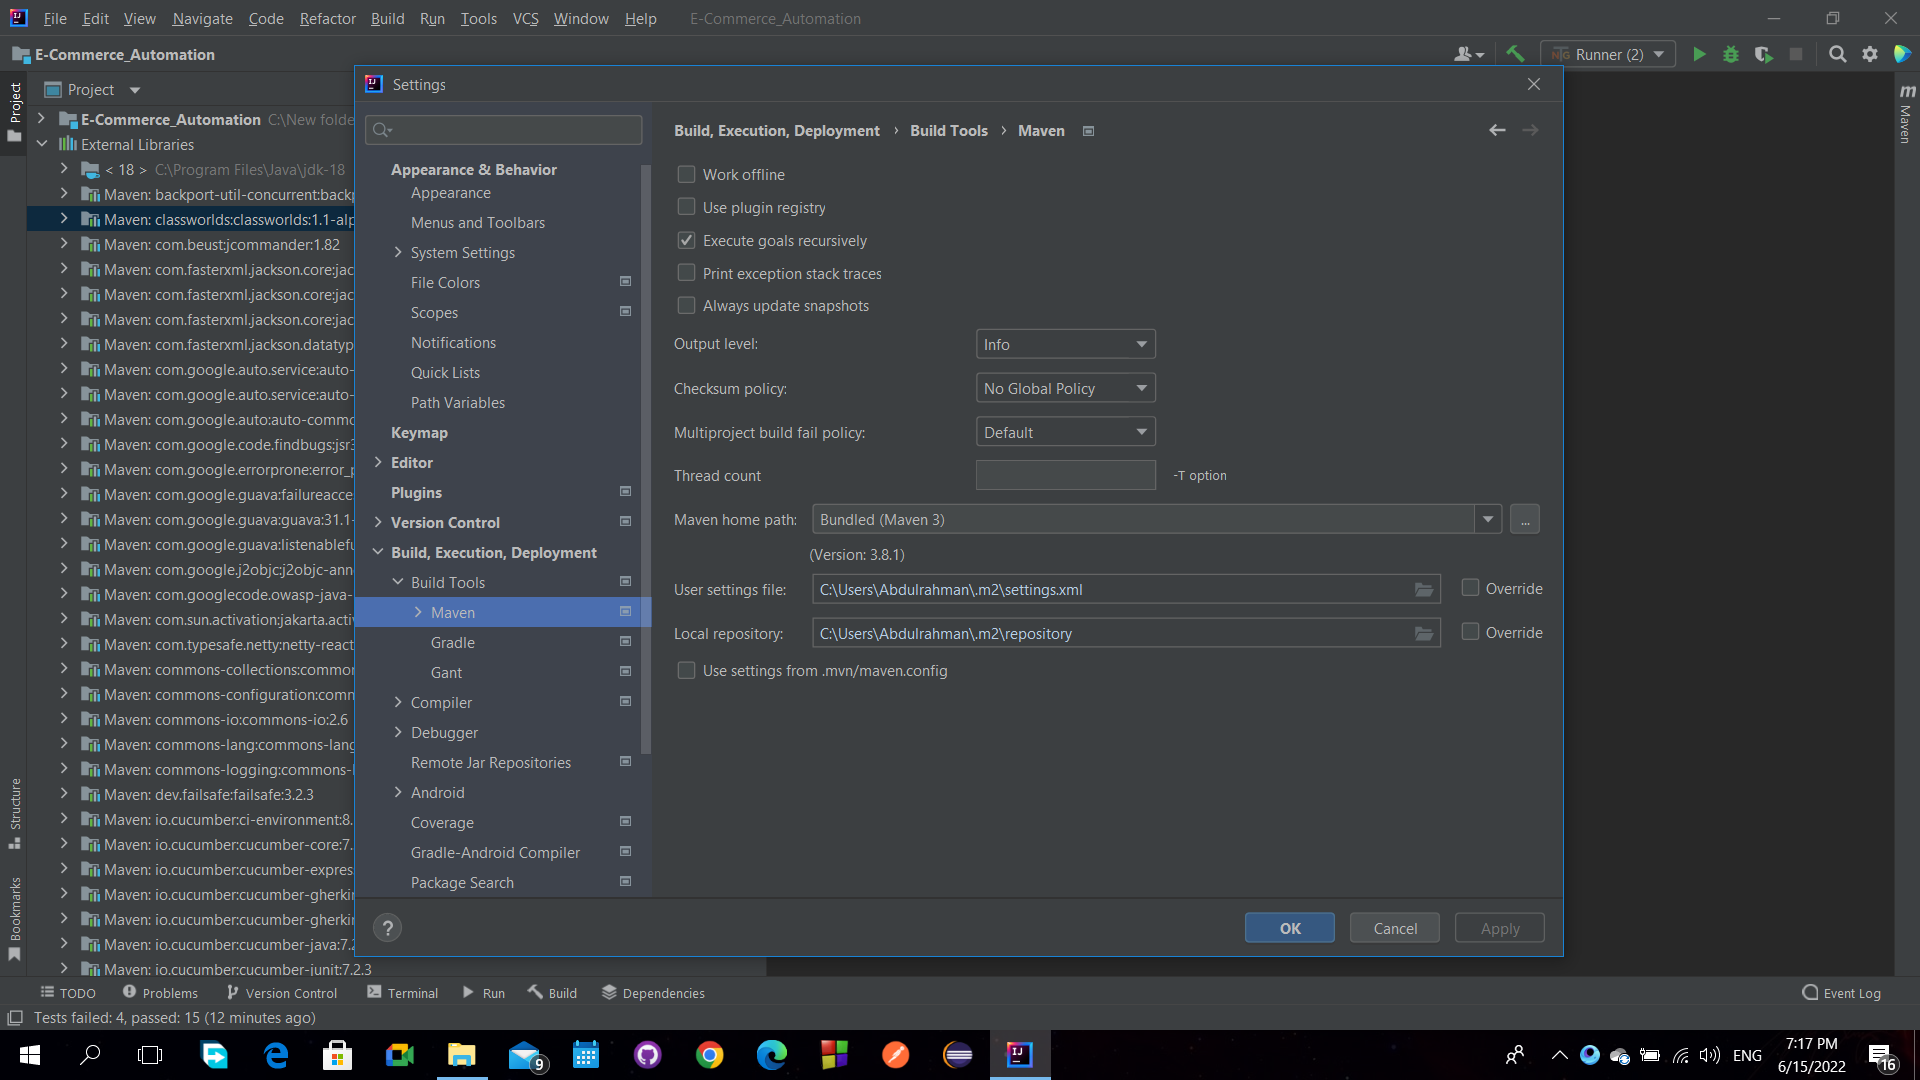 File Edit View Navigate Code Refactor Build Run Tools VCS Window Help E-Commerce_Automation
E-Commerce_Automation
Runner (2)
Project
E-Commerce_Automation C:\New folde
External Libraries
< 18 > C:\Program Files\Java\jdk-18
Maven: backport-util-concurrent:back
Maven: classworlds:classworlds:1.1-alp
Maven: com.beust:jcommander:1.82
Maven: com.fasterxml.jackson.core:jac
Maven: com.fasterxml.jackson.core:jac
Maven: com.fasterxml.jackson.core:jac
Maven: com.fasterxml.jackson.datatyp
Maven: com.google.auto.service:auto-
Maven: com.google.auto.service:auto-
Maven: com.google.auto:auto-commo
Maven: com.google.code.findbugs:jsr3
Maven: com.google.errorprone:error_p
Maven: com.google.guava:failureacce
Maven: com.google.guava:guava:31.1-
Maven: com.google.guava:listenablefu
Maven: com.google.j2objc:j2objc-ann
Maven: com.googlecode.owasp-java-
Maven: com.sun.activation:jakarta.activ
Maven: com.typesafe.netty:netty-react
Maven: commons-collections:common
Maven: commons-configuration:comm
Maven: commons-io:commons-io:2.6
Maven: commons-lang:commons-lang
Maven: commons-logging:commons-l
Maven: dev.failsafe:failsafe:3.2.3
Maven: io.cucumber:ci-environment:8.
Maven: io.cucumber:cucumber-core:7.
Maven: io.cucumber:cucumber-expres
Maven: io.cucumber:cucumber-gherkin
Maven: io.cucumber:cucumber-gherkin
Maven: io.cucumber:cucumber-java:7.2
Maven: io.cucumber:cucumber-junit:7.2.3
Project
Structure
Bookmarks
Maven
Settings
Appearance & Behavior
Appearance
Menus and Toolbars
System Settings
File Colors
Scopes
Notifications
Quick Lists
Path Variables
Keymap
Editor
Plugins
Version Control
Build, Execution, Deployment
Build Tools
Maven
Gradle
Gant
Compiler
Debugger
Remote Jar Repositories
Android
Coverage
Gradle-Android Compiler
Package Search
Build, Execution, Deployment › Build Tools › Maven
Work offline
Use plugin registry
Execute goals recursively
Print exception stack traces
Always update snapshots
Output level: Info
Checksum policy: No Global Policy
Multiproject build fail policy: Default
Thread count -T option
Maven home path: Bundled (Maven 3) ...
(Version: 3.8.1)
User settings file: C:\Users\Abdulrahman\.m2\settings.xml Override
Local repository: C:\Users\Abdulrahman\.m2\repository Override
Use settings from .mvn/maven.config
? OK Cancel Apply
TODO Problems Version Control Terminal Run Build Dependencies Event Log
Tests failed: 4, passed: 15 (12 minutes ago)
9
ENG
7:17 PM
6/15/2022
16